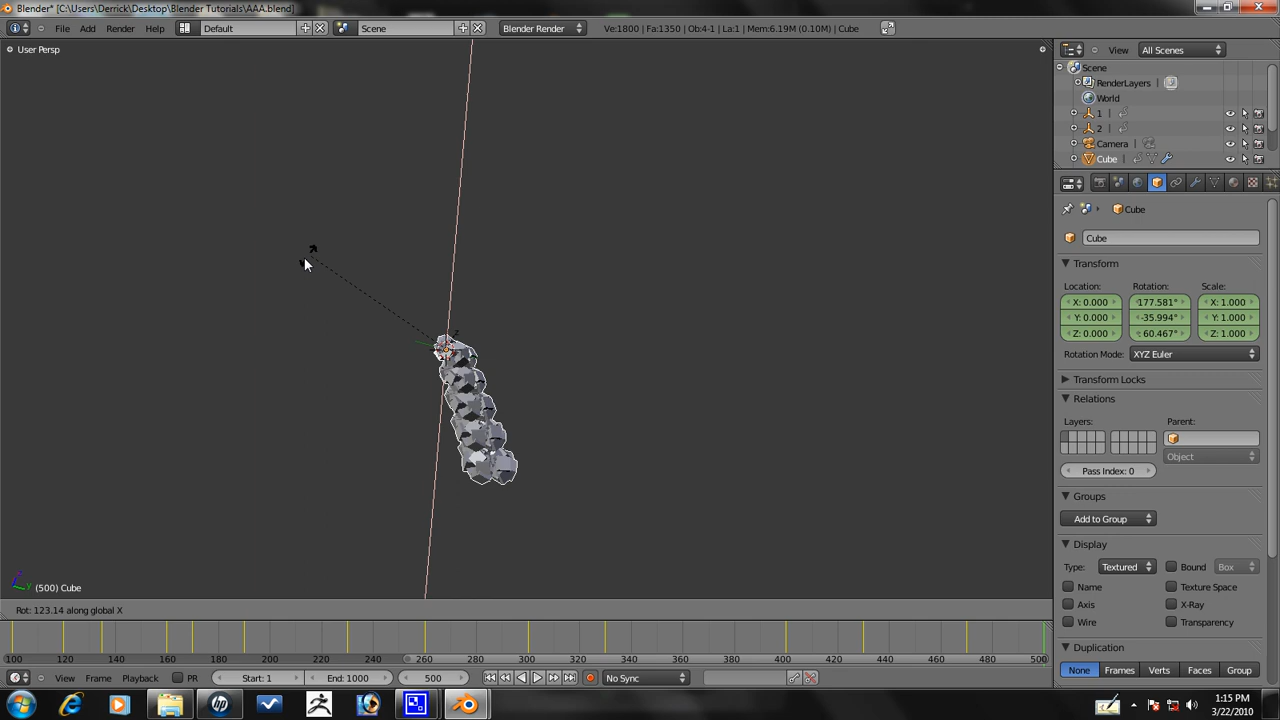 Blender* [C:\Users\Derrick\Desktop\Blender Tutorials\AAA.blend]
File Add Render Help Default Scene Blender Render Ve:1800 | Fa:1350 | Ob:4-1 | La:1 | Mem:6.19M (0.10M) | Cube
User Persp
View All Scenes
Scene
RenderLayers |
World
1 |
2 |
Camera |
Cube |
Cube
Cube
Transform
Location: Rotation: Scale:
X: 0.000 177.581° X: 1.000
Y: 0.000 -35.994° Y: 1.000
Z: 0.000 60.467° Z: 1.000
Rotation Mode: XYZ Euler
Transform Locks
Relations
Layers: Parent:
Object
Pass Index: 0
Groups
Add to Group
Display
Type: Textured Bound Box
Name Texture Space
Axis X-Ray
Wire Transparency
Duplication
None Frames Verts Faces Group
z
(500) Cube
Rot: 123.14 along global X
100 120 140 160 180 200 220 240 260 280 300 320 340 360 380 400 420 440 460 480 500
View Frame Playback PR Start: 1 End: 1000 500 No Sync
1:15 PM
3/22/2010